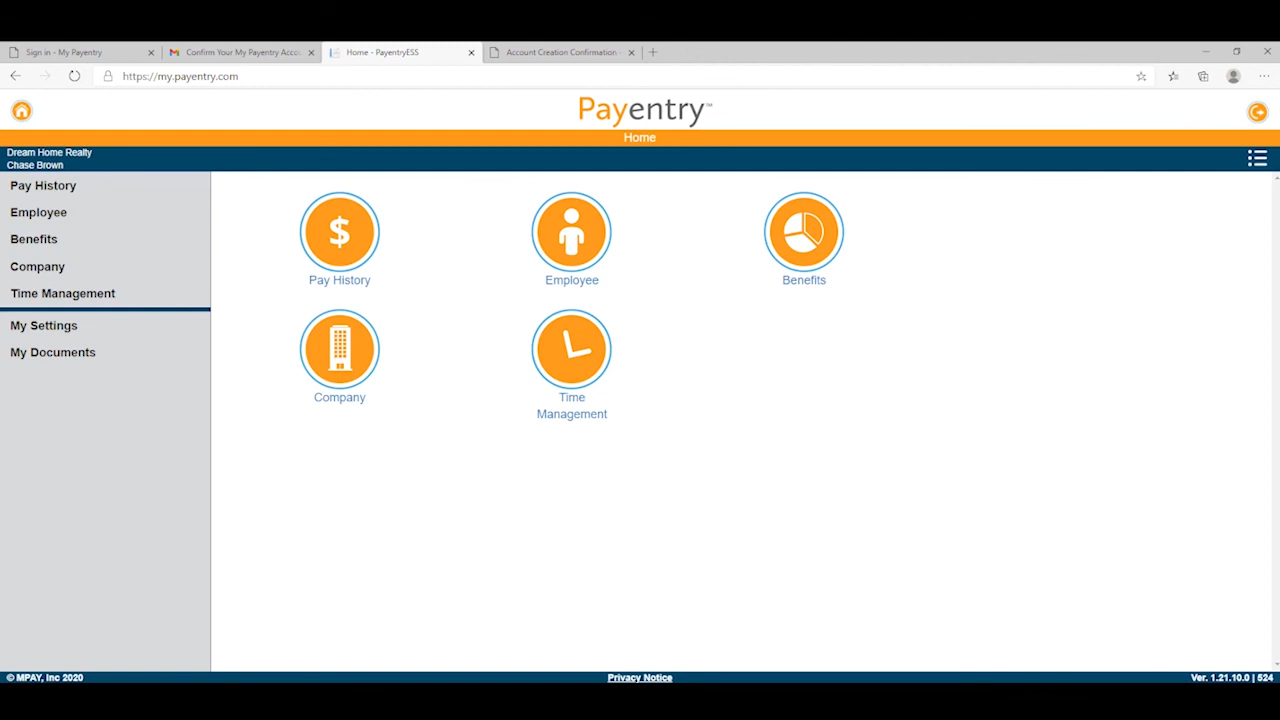 Sign in - My Payentry
Confirm Your My Payentry Acco
Home - PayentryESS
Account Creation Confirmation -
https://my.payentry.com
Payentry™
Home
Dream Home Realty
Chase Brown
Pay History
Employee
Benefits
Company
Time Management
My Settings
My Documents
$
Pay History
Employee
Benefits
Company
Time
Management
© MPAY, Inc 2020
Privacy Notice
Ver. 1.21.10.0 | 524